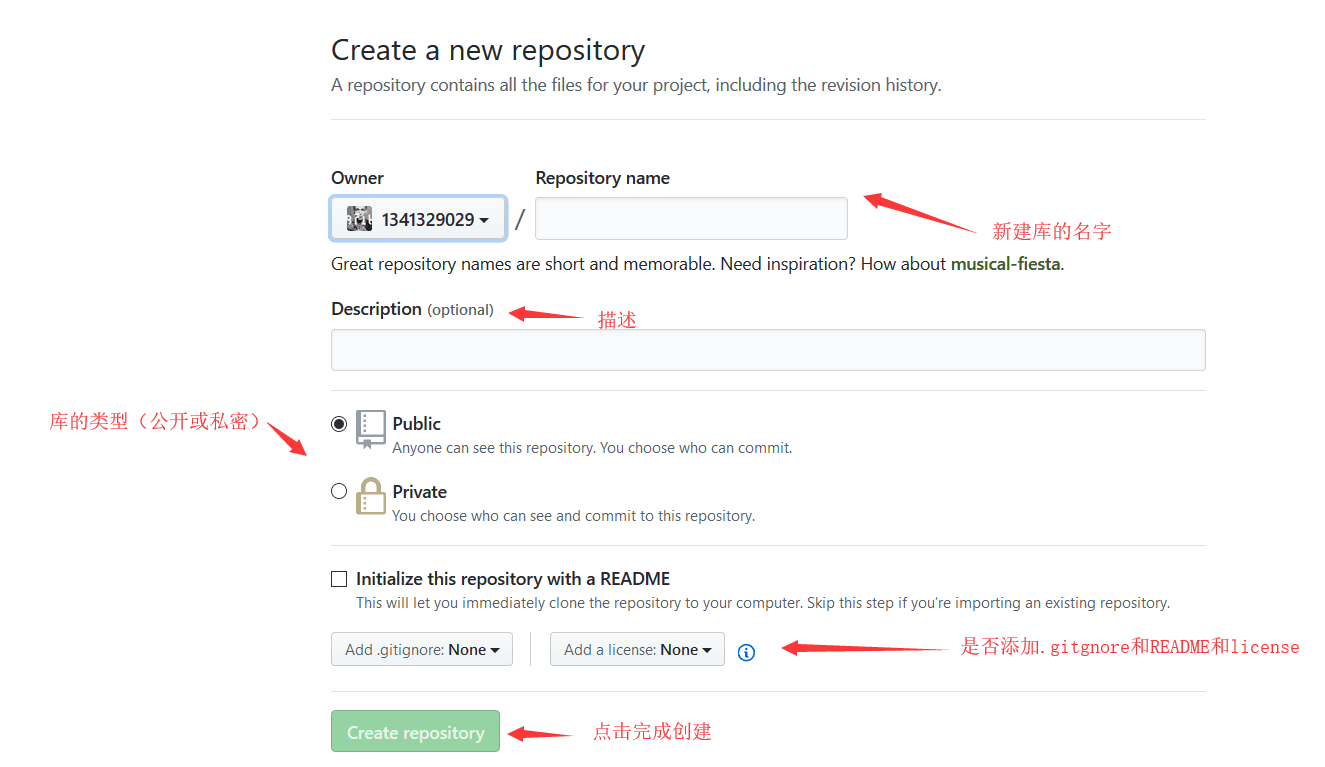 Create a new repository
A repository contains all the files for your project, including the revision history.
Owner
Repository name
1341329029
/
新建库的名字
Great repository names are short and memorable. Need inspiration? How about musical-fiesta.
Description (optional)
描述
库的类型（公开或私密）
Public
Anyone can see this repository. You choose who can commit.
Private
You choose who can see and commit to this repository.
Initialize this repository with a README
This will let you immediately clone the repository to your computer. Skip this step if you're importing an existing repository.
Add .gitignore: None
Add a license: None
是否添加.gitgnore和README和license
Create repository
点击完成创建